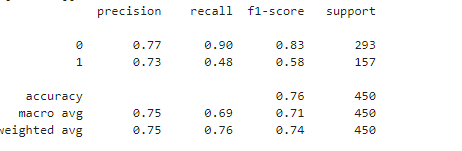 precision recall f1-score support
0 0.77 0.90 0.83 293
1 0.73 0.48 0.58 157
accuracy 0.76 450
macro avg 0.75 0.69 0.71 450
weighted avg 0.75 0.76 0.74 450